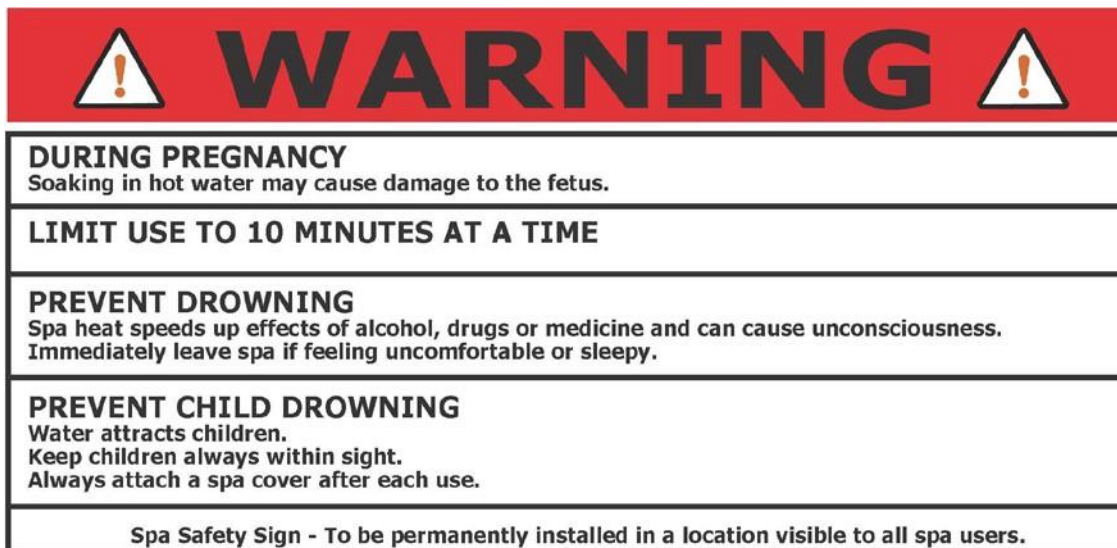 WARNING
DURING PREGNANCY
Soaking in hot water may cause damage to the fetus.
LIMIT USE TO 10 MINUTES AT A TIME
PREVENT DROWNING
Spa heat speeds up effects of alcohol, drugs or medicine and can cause unconsciousness.
Immediately leave spa if feeling uncomfortable or sleepy.
PREVENT CHILD DROWNING
Water attracts children.
Keep children always within sight.
Always attach a spa cover after each use.
Spa Safety Sign - To be permanently installed in a location visible to all spa users.